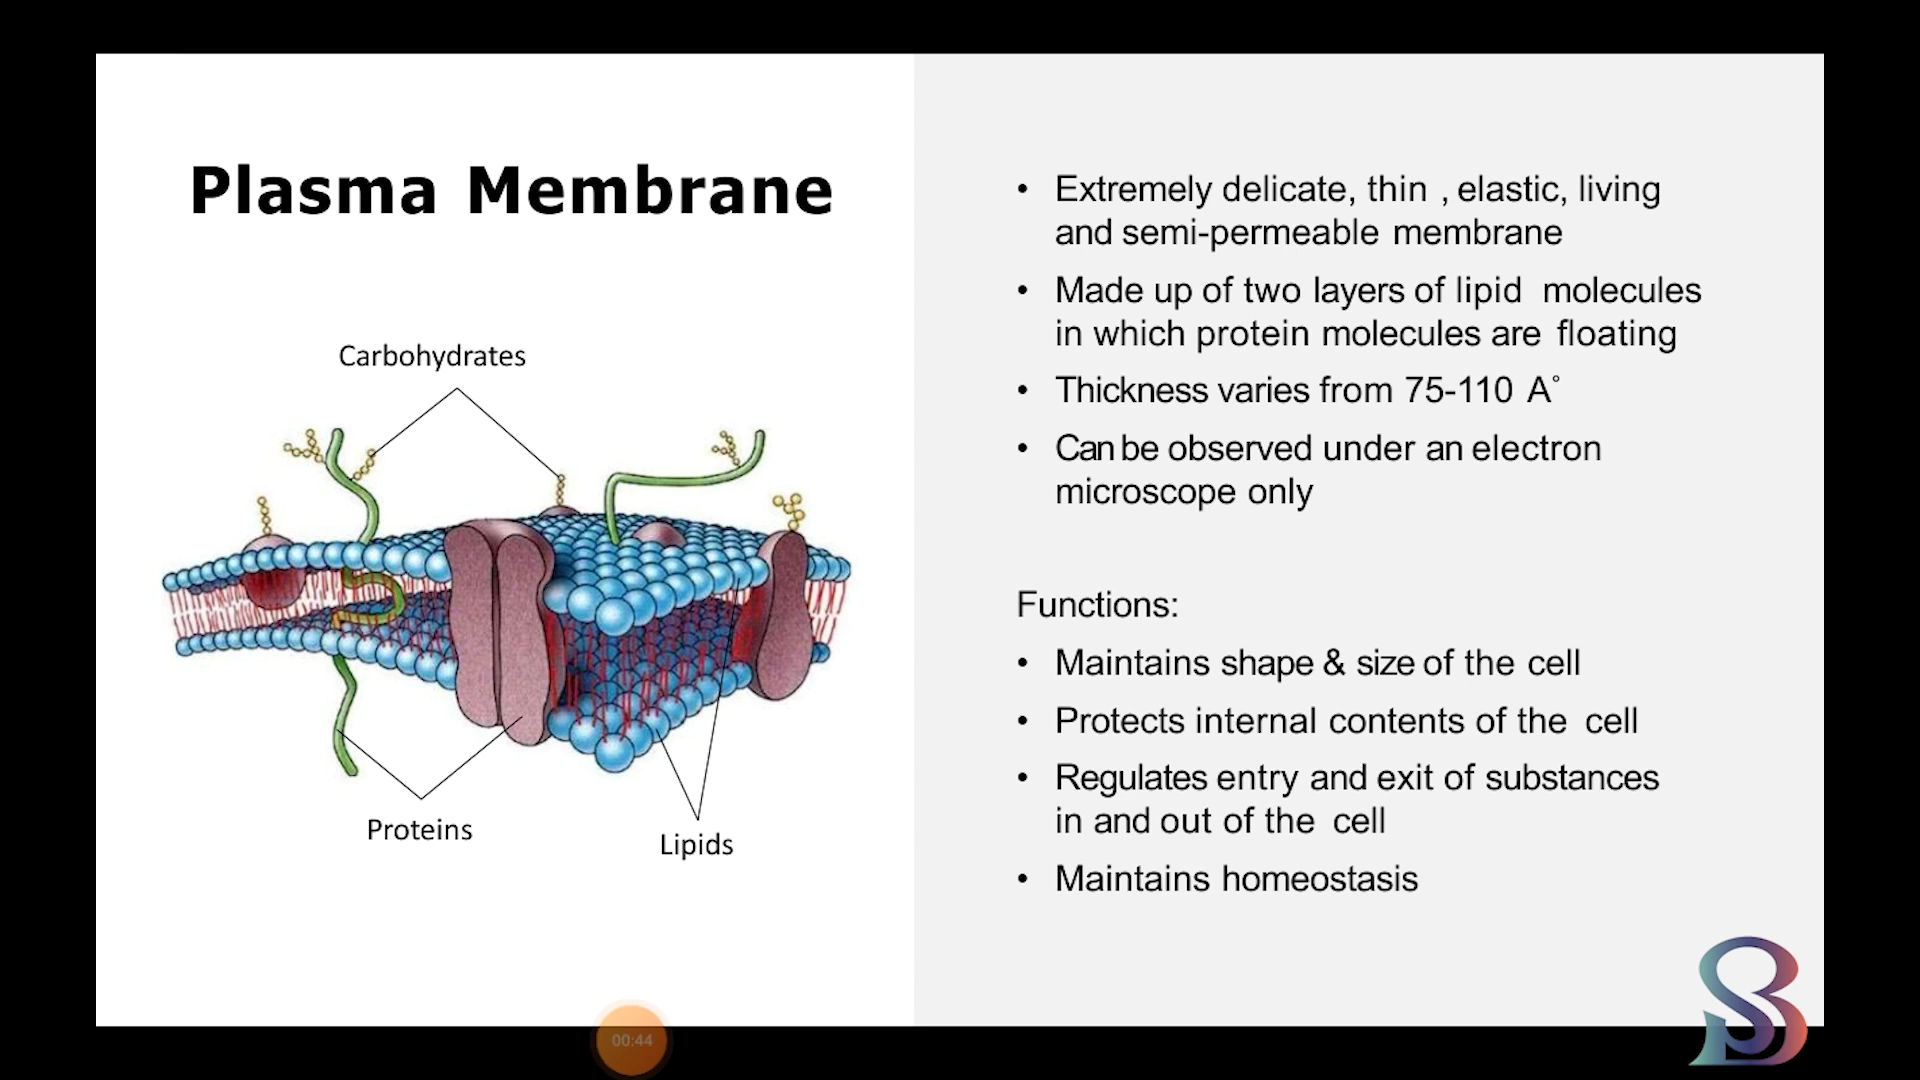 Plasma Membrane
Carbohydrates
Proteins
Lipids
• Extremely delicate, thin , elastic, living
and semi-permeable membrane
• Made up of two layers of lipid molecules
in which protein molecules are floating
• Thickness varies from 75-110 A°
• Can be observed under an electron
microscope only
Functions:
• Maintains shape & size of the cell
• Protects internal contents of the cell
• Regulates entry and exit of substances
in and out of the cell
• Maintains homeostasis
00:44